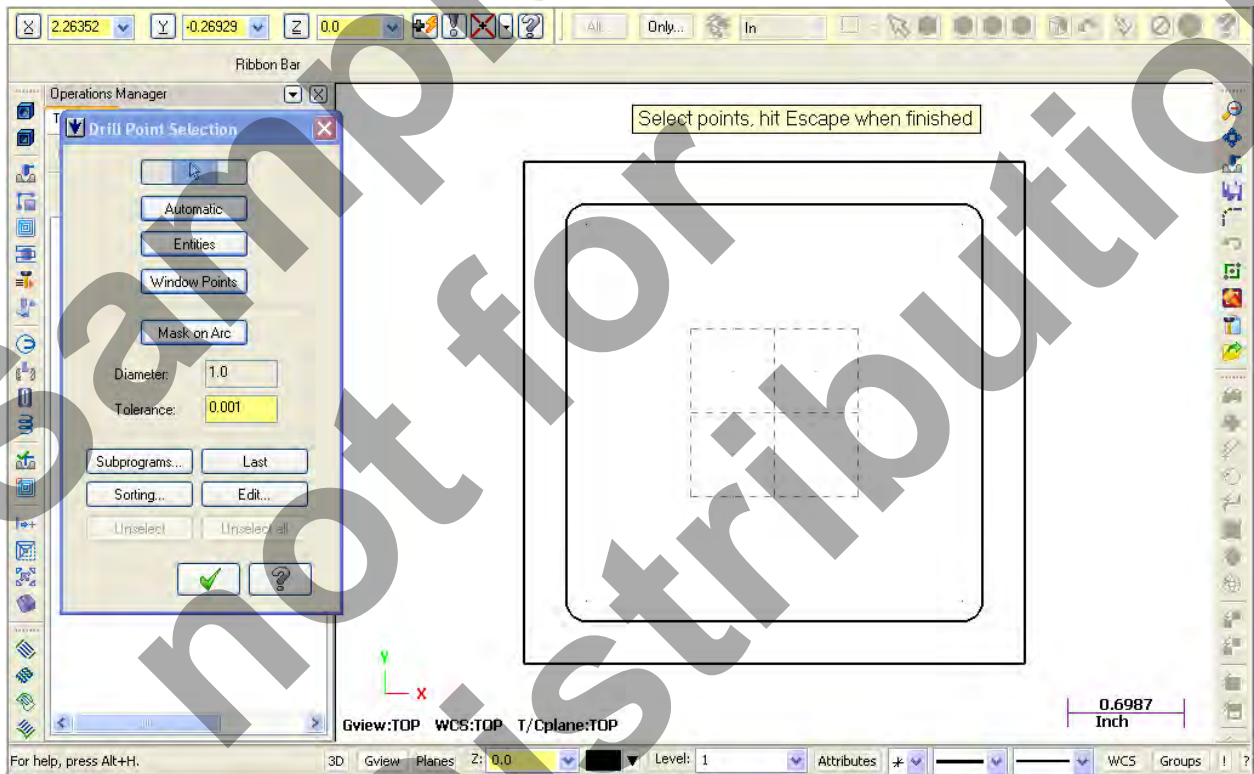 X 2.26352 Y -0.26929 Z 0.0 All... Only... In
Ribbon Bar
Operations Manager
Drill Point Selection
Select points, hit Escape when finished
Automatic
Entities
Window Points
Mask on Arc
Diameter: 1.0
Tolerance: 0.001
Subprograms... Last
Sorting... Edit...
Unselect Unselect all
Y
X
0.6987
Inch
Gview:TOP WCS:TOP T/Cplane:TOP
For help, press Alt+H. 3D Gview Planes Z: 0.0 Level: 1 Attributes WCS Groups ! ?
Sample
not for
distribution